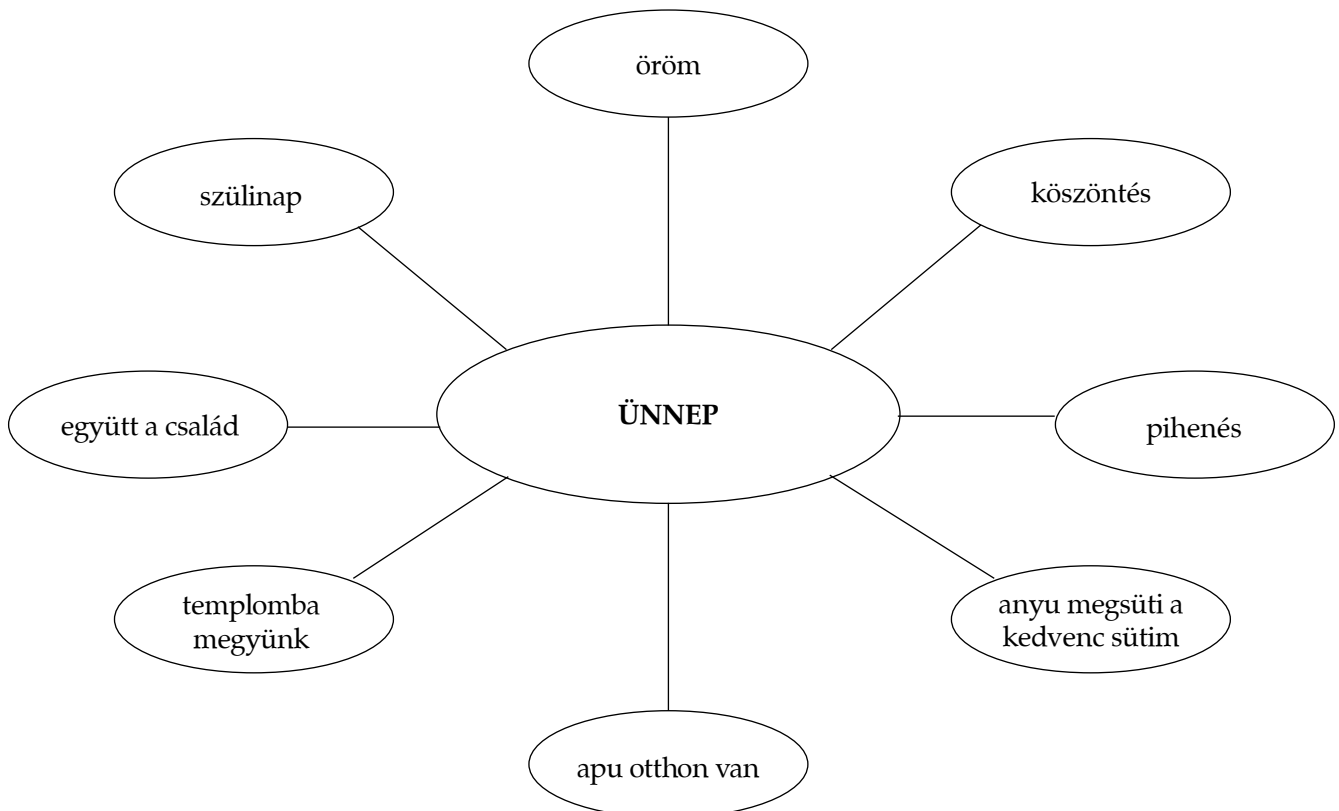 öröm
szülinap
köszöntés
együtt a család
ÜNNEP
pihenés
templomba
megyünk
anyu megsüti a
kedvenc sütim
apu otthon van